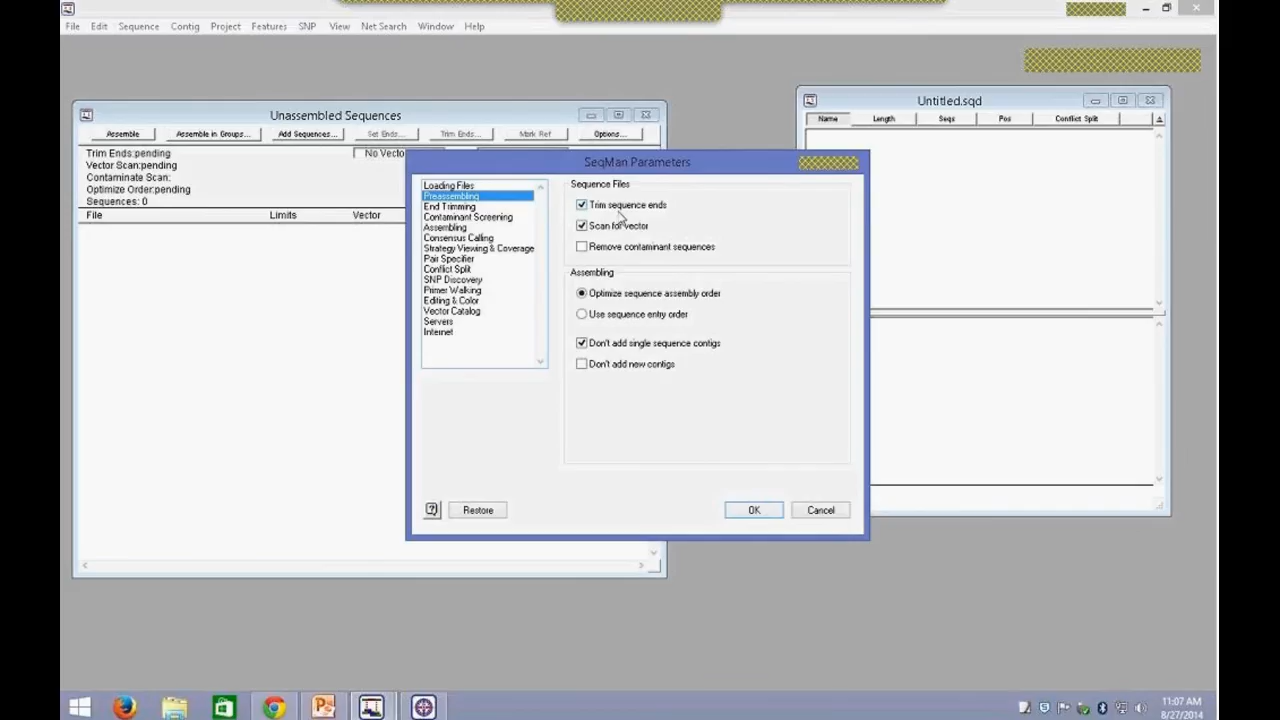 File Edit Sequence Contig Project Features SNP View Net Search Window Help
Unassembled Sequences
Assemble Assemble in Groups... Add Sequences... Set Ends... Trim Ends... Mark Ref Options...
Trim Ends:pending
No Vecto
Vector Scan:pending
Contaminate Scan:
Optimize Order:pending
Sequences: 0
File Limits Vector
Untitled.sqd
Name Length Seqs Pos Conflict Split
SeqMan Parameters
Loading Files
Preassembling
End Trimming
Contaminant Screening
Assembling
Consensus Calling
Strategy Viewing & Coverage
Pair Specifier
Conflict Split
SNP Discovery
Primer Walking
Editing & Color
Vector Catalog
Servers
Internet
Sequence Files
Trim sequence ends
Scan for vector
Remove contaminant sequences
Assembling
Optimize sequence assembly order
Use sequence entry order
Don't add single sequence contigs
Don't add new contigs
Restore
OK
Cancel
11:07 AM
8/27/2014